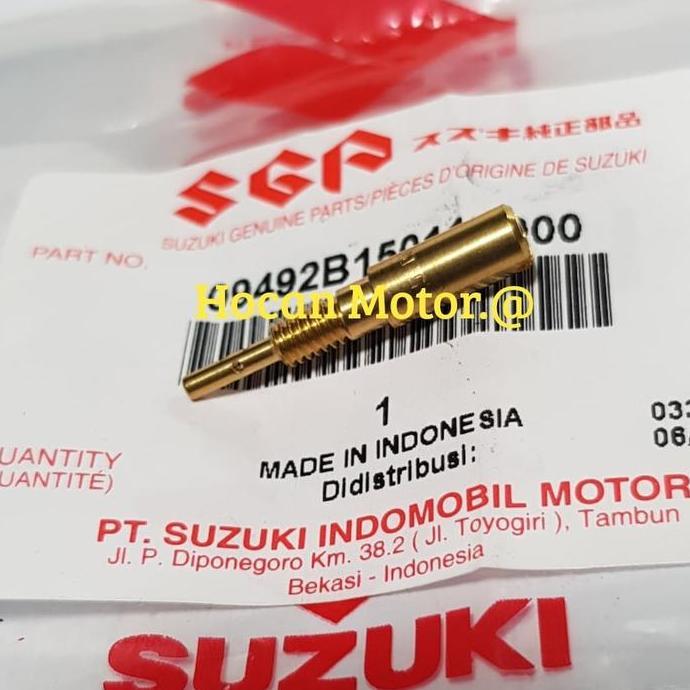 SGP スズキ純正部品
SUZUKI GENUINE PARTS/PIÈCES D'ORIGINE DE SUZUKI
PART NO.
Hocan Motor.@
1
MADE IN INDONESIA
UANTITY
UANTITÉ)
Didistribusi:
PT. SUZUKI INDOMOBIL MOTOR
Jl. P. Diponegoro Km. 38.2 ( Jl. Toyogiri ), Tambun
Bekasi - Indonesia
SUZUKI